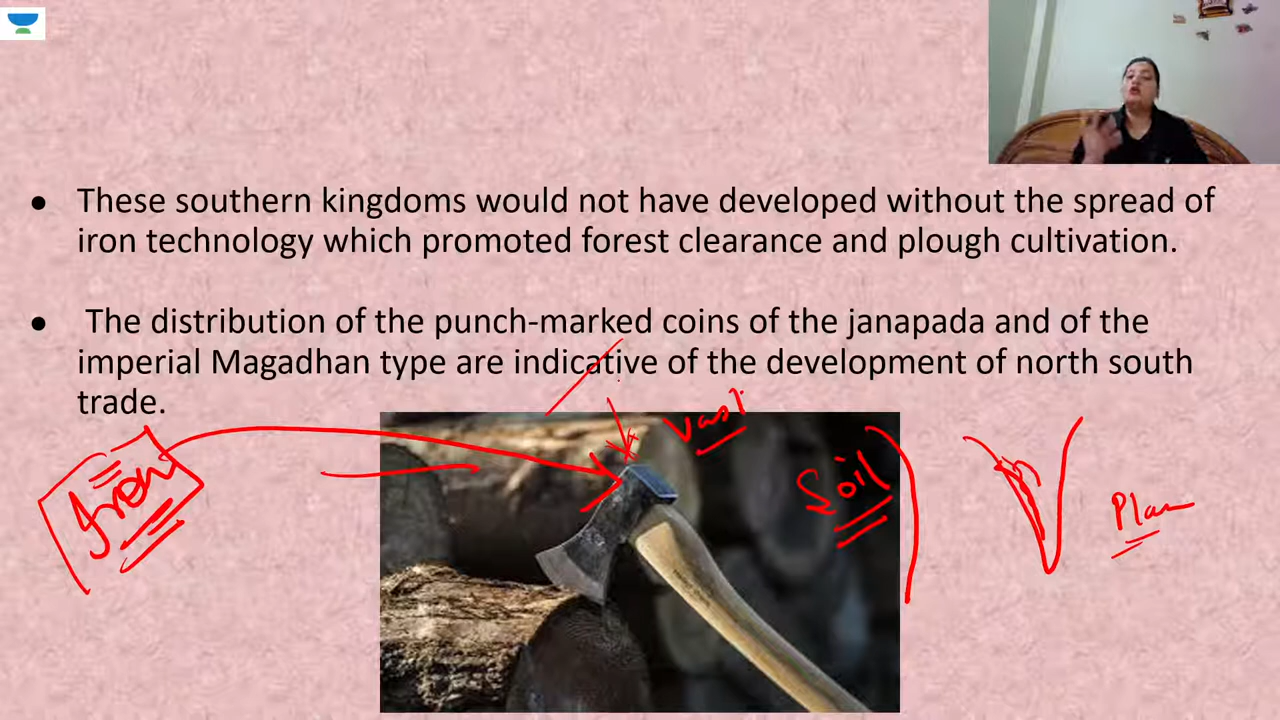 These southern kingdoms would not have developed without the spread of
iron technology which promoted forest clearance and plough cultivation.
The distribution of the punch-marked coins of the janapada and of the
imperial Magadhan type are indicative of the development of north south
trade.
Vast
Iron
Soil